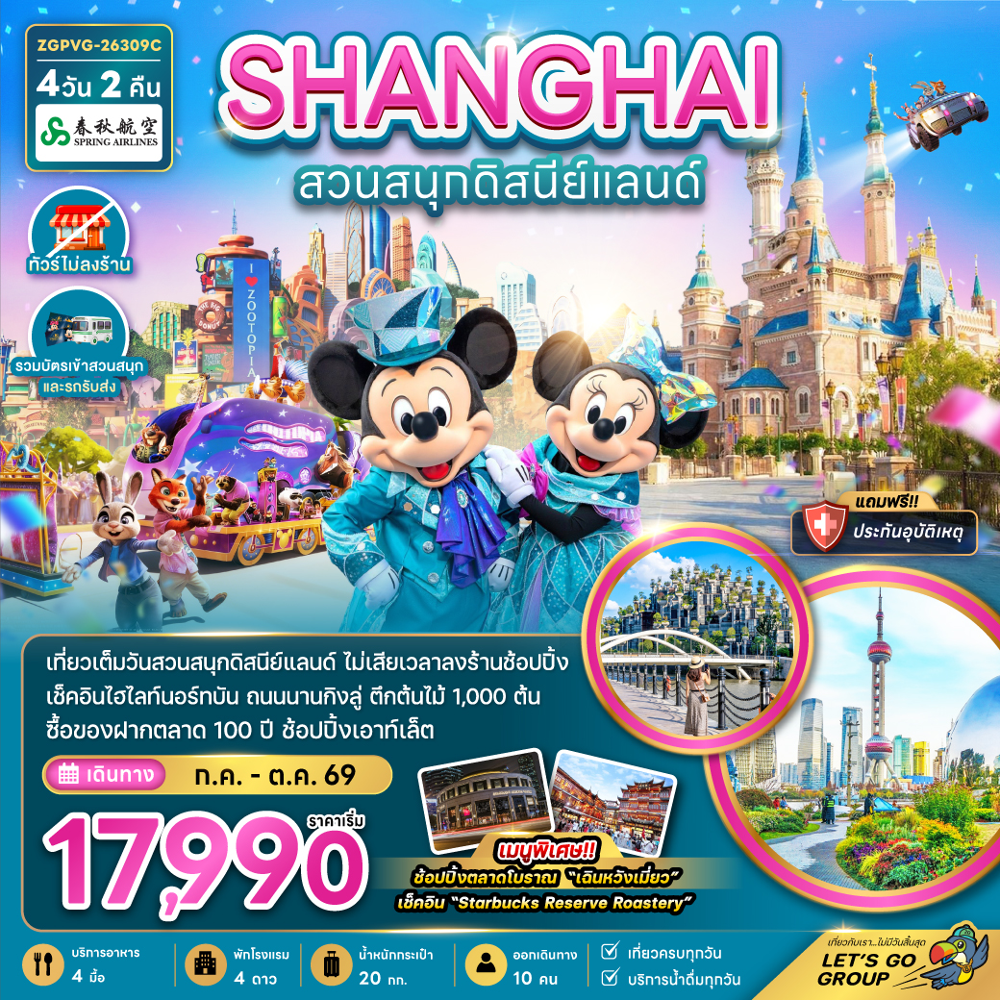 ZGPVG-26309C
4วัน 2 คืน
春秋航空
SPRING AIRLINES
SHANGHAI
สวนสนุกดิสนีย์แลนด์
ทัวร์ไม่ลงร้าน
รวมบัตรเข้าสวนสนุก
และรถรับส่ง
I ❤ ZOOTOPIA
THE BIG DONUT
แถมฟรี!!
ประกันอุบัติเหตุ
เที่ยวเต็มวันสวนสนุกดิสนีย์แลนด์ ไม่เสียเวลาลงร้านช้อปปิ้ง
เช็คอินไฮไลท์นอร์ทบัน ถนนนานกิงลู่ ตึกต้นไม้ 1,000 ต้น
ซื้อของฝากตลาด 100 ปี ช้อปปิ้งเอาท์เล็ต
เดินทาง ก.ค. - ต.ค. 69
ราคาเริ่ม
17,990
เมนูพิเศษ!!
ช้อปปิ้งตลาดโบราณ “เฉินหวังเมี่ยว”
เช็คอิน “Starbucks Reserve Roastery”
บริการอาหาร
4 มื้อ
พักโรงแรม
4 ดาว
น้ำหนักกระเป๋า
20 กก.
ออกเดินทาง
10 คน
เที่ยวครบทุกวัน
บริการน้ำดื่มทุกวัน
เที่ยวกับเรา...ไม่มีวันสิ้นสุด
LET'S GO
GROUP